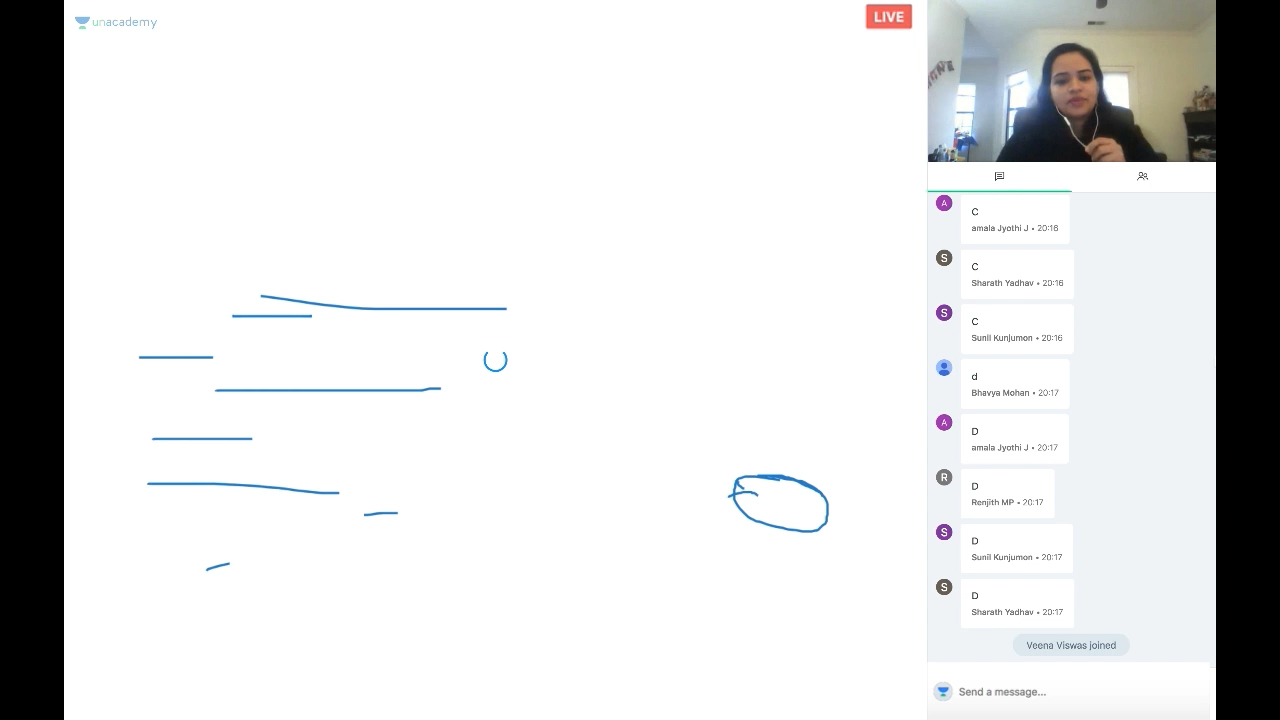 unacademy
LIVE
C
amala Jyothi J • 20:16
C
Sharath Yadhav • 20:16
C
Sunil Kunjumon • 20:16
d
Bhavya Mohan • 20:17
D
amala Jyothi J • 20:17
D
Renjith MP • 20:17
D
Sunil Kunjumon • 20:17
D
Sharath Yadhav • 20:17
Veena Viswas joined
Send a message...
A
S
S
A
R
S
S